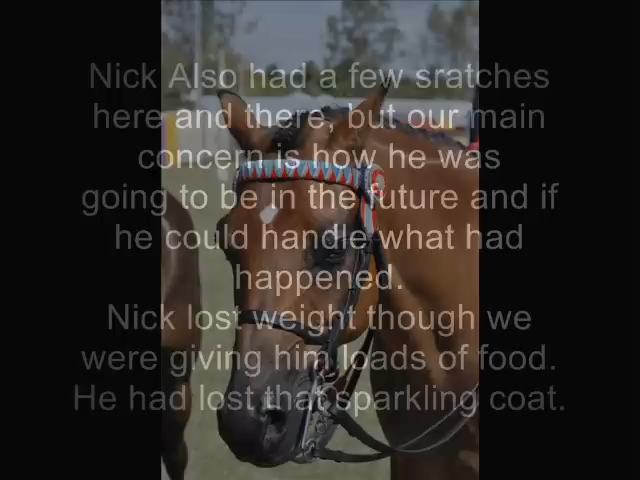 Nick Also had a few sratches
here and there, but our main
concern is how he was
going to be in the future and if
he could handle what had
happened.
Nick lost weight though we
were giving him loads of food.
He had lost that sparkling coat.